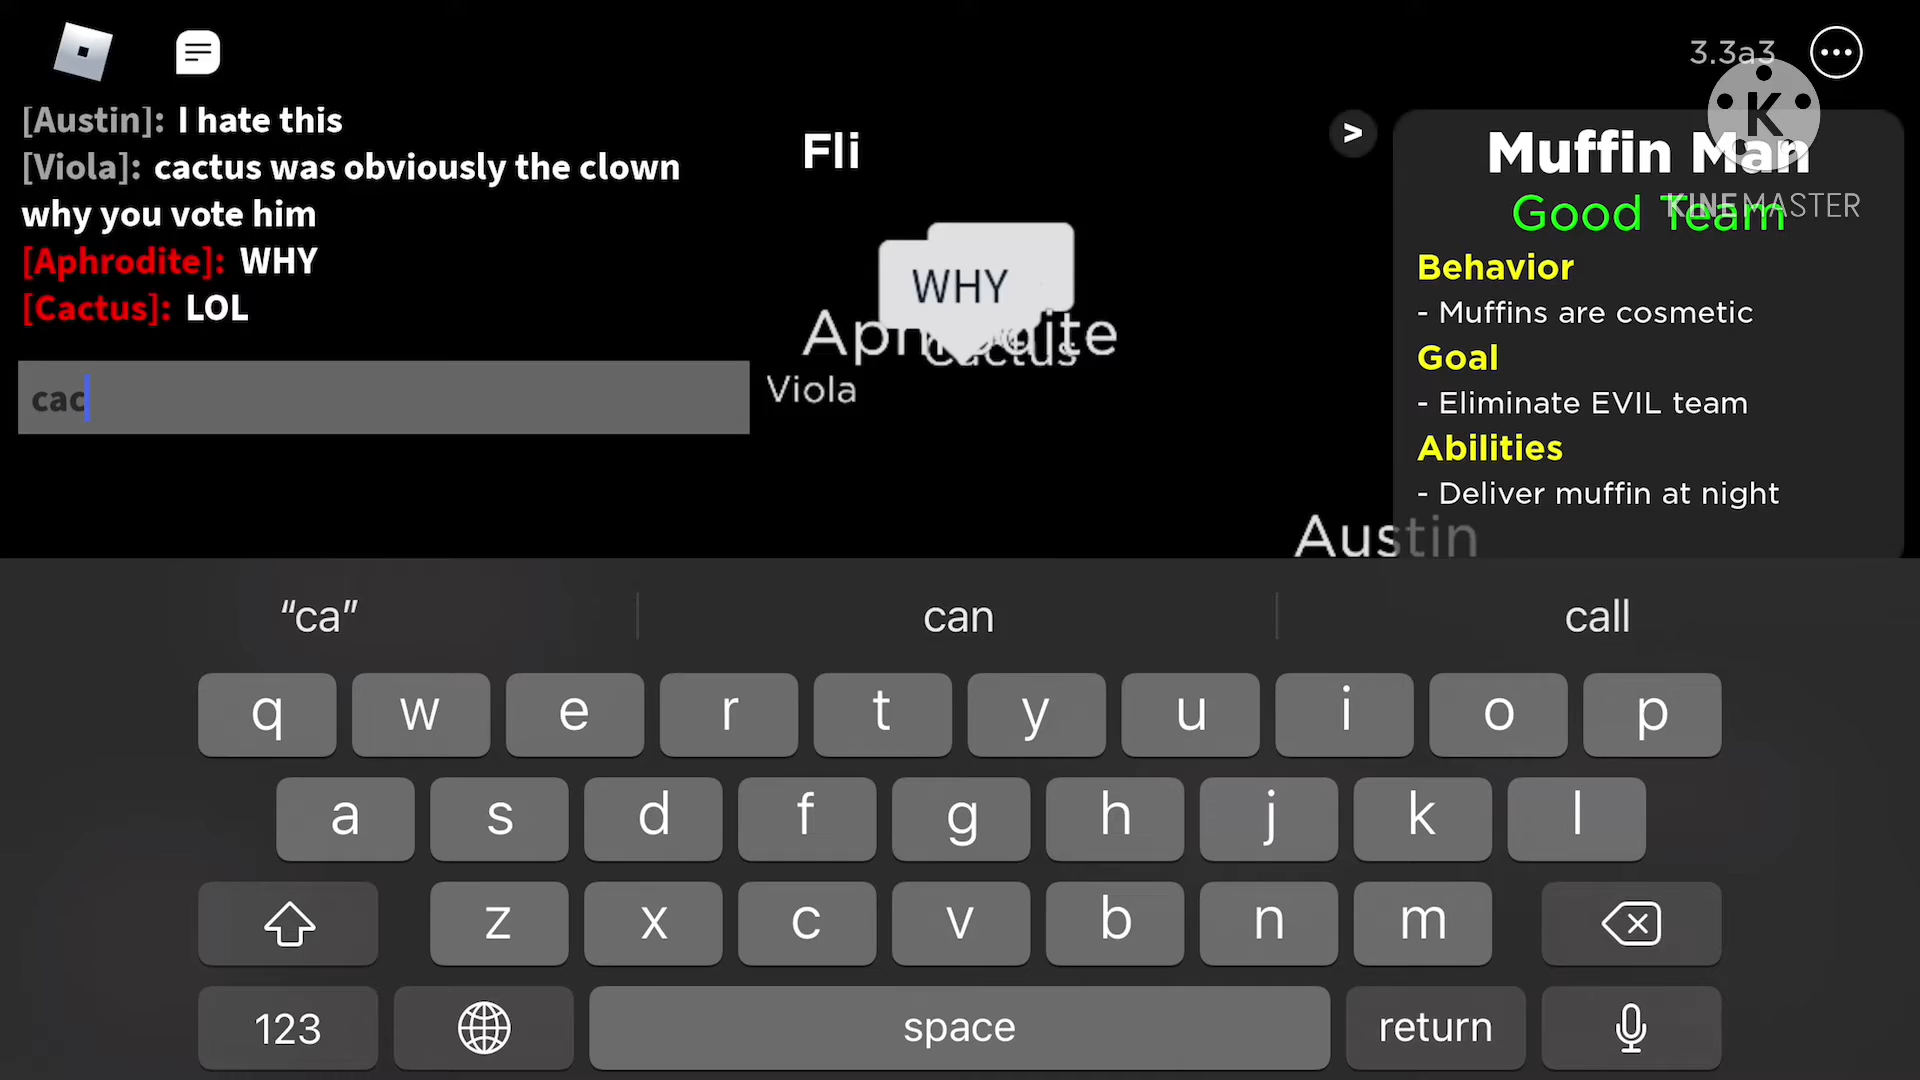 3.3a3
[Austin]: I hate this
[Viola]: cactus was obviously the clown
why you vote him
[Aphrodite]: WHY
[Cactus]: LOL
cac
Fli
WHY
Aphrodite
Cactus
Viola
Austin
>
Muffin Man
Good Team
K
KINEMASTER
Behavior
- Muffins are cosmetic
Goal
- Eliminate EVIL team
Abilities
- Deliver muffin at night
“ca” can call
q w e r t y u i o p
a s d f g h j k l
z x c v b n m
123 space return